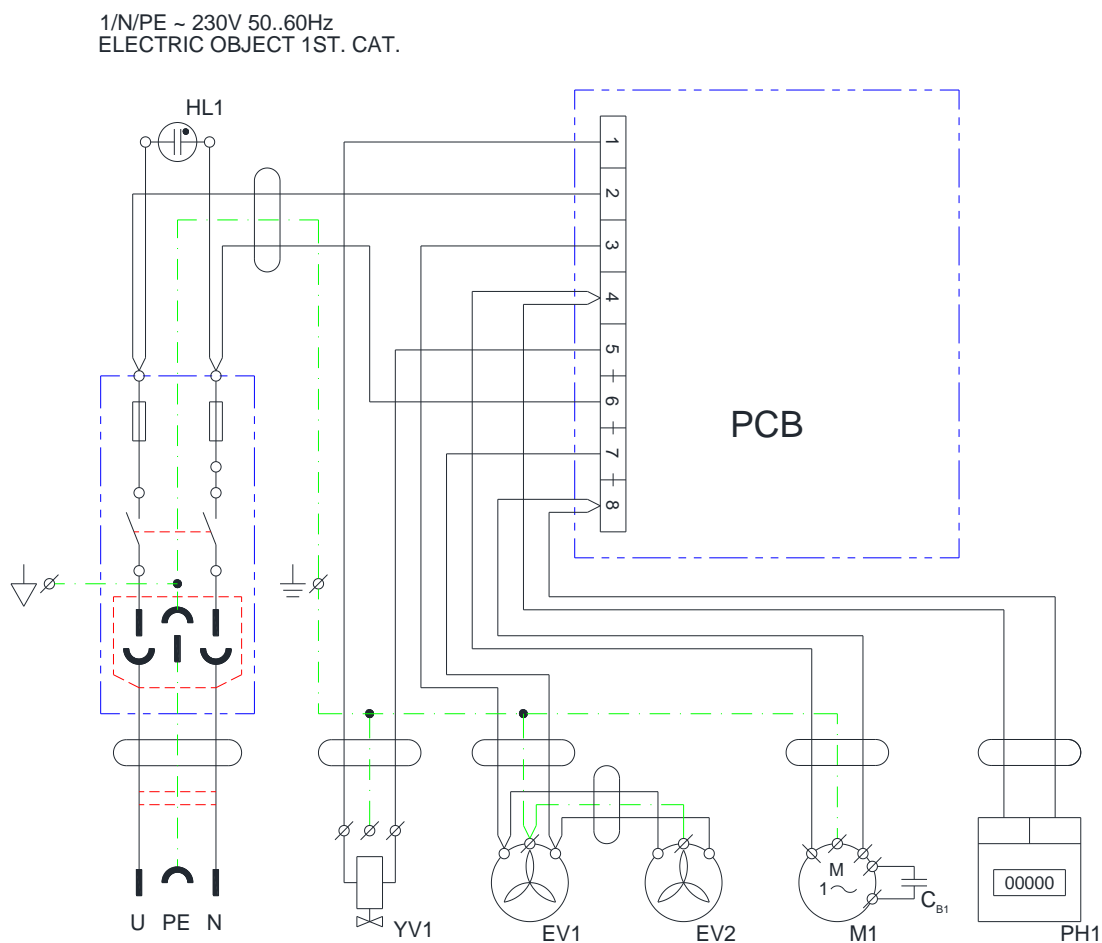 1/N/PE ~ 230V 50..60Hz
ELECTRIC OBJECT 1ST. CAT.
HL1
1
2
3
4
5
6
7
8
PCB
M
1~
00000
C B1
U PE N
YV1
EV1
EV2
M1
PH1